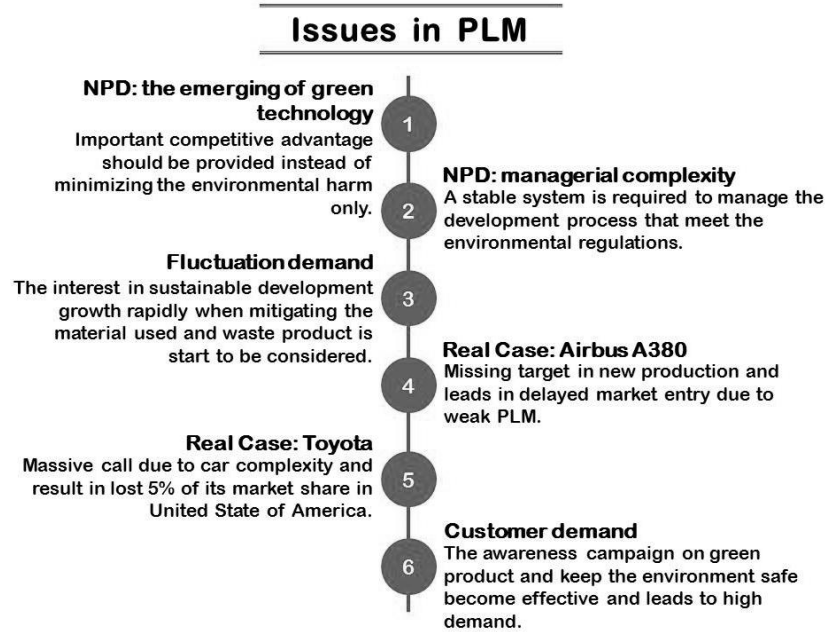 Issues in PLM
NPD: the emerging of green
technology
Important competitive advantage
should be provided instead of
minimizing the environmental harm
only.
1
NPD: managerial complexity
A stable system is required to manage the
development process that meet the
environmental regulations.
2
Fluctuation demand
The interest in sustainable development
growth rapidly when mitigating the
material used and waste product is
start to be considered.
3
Real Case: Airbus A380
Missing target in new production and
leads in delayed market entry due to
weak PLM.
4
Real Case: Toyota
Massive call due to car complexity and
result in lost 5% of its market share in
United State of America.
5
Customer demand
The awareness campaign on green
product and keep the environment safe
become effective and leads to high
demand.
6